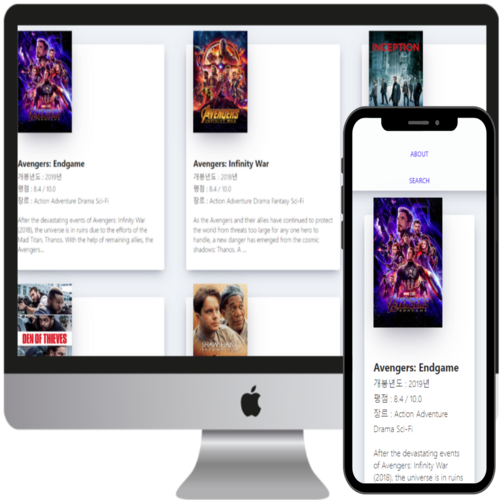 INCEPTION
Avengers: Endgame
개봉년도 : 2019년
평점 : 8.4 / 10.0
장르 : Action Adventure Drama Sci-Fi
After the devastating events of Avengers: Infinity War
(2018), the universe is in ruins due to the efforts of the
Mad Titan, Thanos. With the help of remaining allies, the
Avengers...
AVENGERS
INFINITY WAR
Avengers: Infinity War
개봉년도 : 2018년
평점 : 8.4 / 10.0
장르 : Action Adventure Drama Fantasy Sci-Fi
As the Avengers and their allies have continued to protect
the world from threats too large for any one hero to
handle, a new danger has emerged from the cosmic
shadows: Thanos. A ...
DEN OF THIEVES
ABOUT
SEARCH
Avengers: Endgame
개봉년도 : 2019년
평점 : 8.4 / 10.0
장르 : Action Adventure
Drama Sci-Fi
After the devastating events
of Avengers: Infinity War
(2018), the universe is in ruins